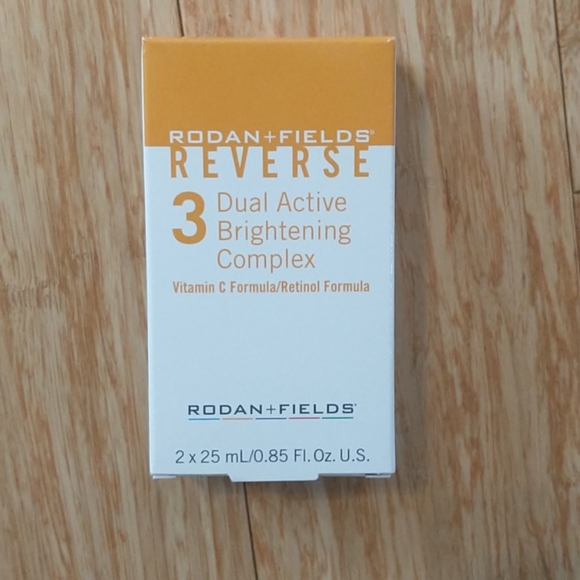 RODAN+FIELDS®
REVERSE
3 Dual Active
Brightening
Complex
Vitamin C Formula/Retinol Formula
RODAN+FIELDS®
2 x 25 mL/0.85 Fl. Oz. U.S.